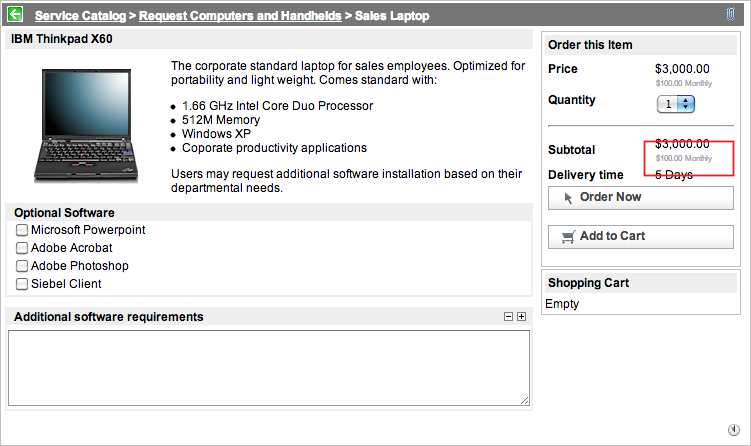 Service Catalog > Request Computers and Handhelds > Sales Laptop
IBM Thinkpad X60
The corporate standard laptop for sales employees. Optimized for
portability and light weight. Comes standard with:
1.66 GHz Intel Core Duo Processor
512M Memory
Windows XP
Coporate productivity applications
Users may request additional software installation based on their
departmental needs.
Optional Software
Microsoft Powerpoint
Adobe Acrobat
Adobe Photoshop
Siebel Client
Additional software requirements
Order this Item
Price $3,000.00
$100.00 Monthly
Quantity 1
Subtotal $3,000.00
$100.00 Monthly
Delivery time 5 Days
Order Now
Add to Cart
Shopping Cart
Empty